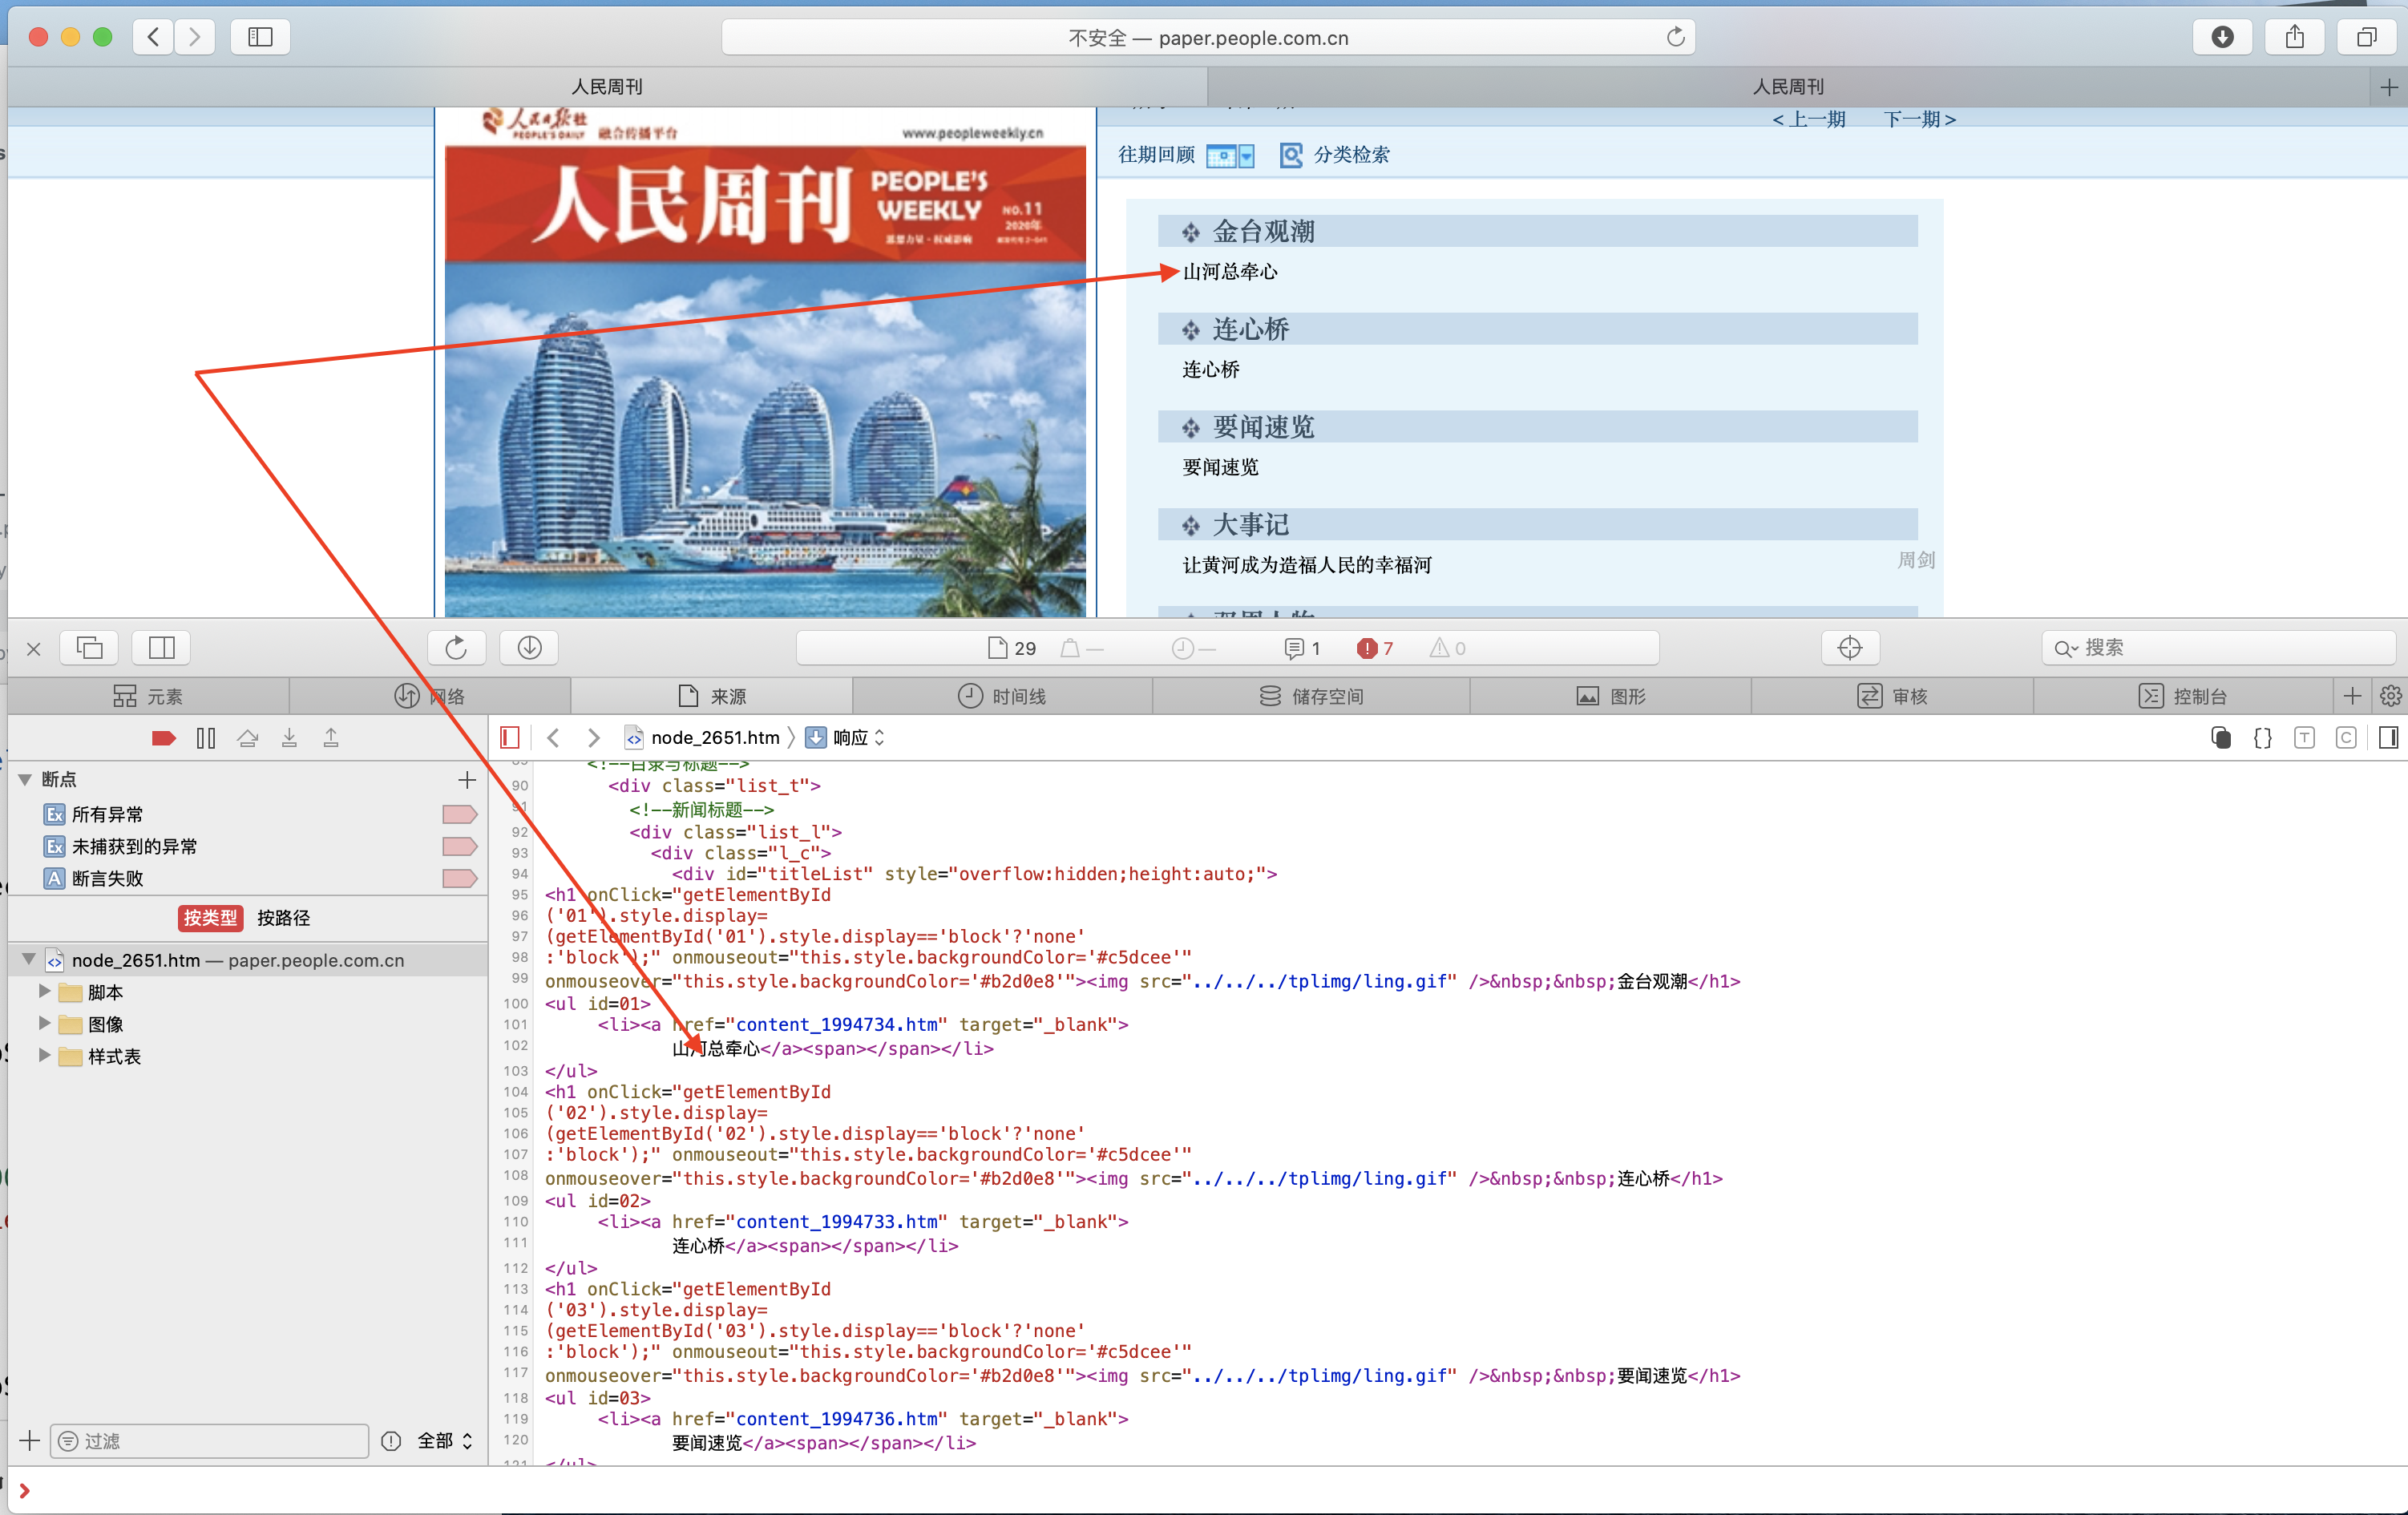 不安全 — paper.people.com.cn
人民周刊
人民周刊
人民日报社
PEOPLE'S DAILY
融合传播平台
www.peopleweekly.cn
人民周刊
PEOPLE'S
WEEKLY
NO.11
2020年
思想力量·权威影响
<上一期 下一期>
往期回顾 分类检索
金台观潮
山河总牵心
连心桥
连心桥
要闻速览
要闻速览
大事记
让黄河成为造福人民的幸福河 周剑
29 — — 1 7 0
搜索
元素 网络 来源 时间线 储存空间 图形 审核 控制台
node_2651.htm 〉 响应
{} T C
断点
Ex 所有异常
Ex 未捕获到的异常
A 断言失败
按类型 按路径
node_2651.htm — paper.people.com.cn
脚本
图像
样式表
过滤 全部
<!--目录与标题-->
90 <div class="list_t">
91 <!--新闻标题-->
92 <div class="list_l">
93 <div class="l_c">
94 <div id="titleList" style="overflow:hidden;height:auto;">
95 <h1 onClick="getElementById
96 ('01').style.display=
97 (getElementById('01').style.display=='block'?'none'
98 :'block');" onmouseout="this.style.backgroundColor='#c5dcee'"
99 onmouseover="this.style.backgroundColor='#b2d0e8'"><img src="../../../tplimg/ling.gif" />&nbsp;&nbsp;金台观潮</h1>
100 <ul id=01>
101 <li><a href="content_1994734.htm" target="_blank">
102 山河总牵心</a><span></span></li>
103 </ul>
104 <h1 onClick="getElementById
105 ('02').style.display=
106 (getElementById('02').style.display=='block'?'none'
107 :'block');" onmouseout="this.style.backgroundColor='#c5dcee'"
108 onmouseover="this.style.backgroundColor='#b2d0e8'"><img src="../../../tplimg/ling.gif" />&nbsp;&nbsp;连心桥</h1>
109 <ul id=02>
110 <li><a href="content_1994733.htm" target="_blank">
111 连心桥</a><span></span></li>
112 </ul>
113 <h1 onClick="getElementById
114 ('03').style.display=
115 (getElementById('03').style.display=='block'?'none'
116 :'block');" onmouseout="this.style.backgroundColor='#c5dcee'"
117 onmouseover="this.style.backgroundColor='#b2d0e8'"><img src="../../../tplimg/ling.gif" />&nbsp;&nbsp;要闻速览</h1>
118 <ul id=03>
119 <li><a href="content_1994736.htm" target="_blank">
120 要闻速览</a><span></span></li>
121 </ul>